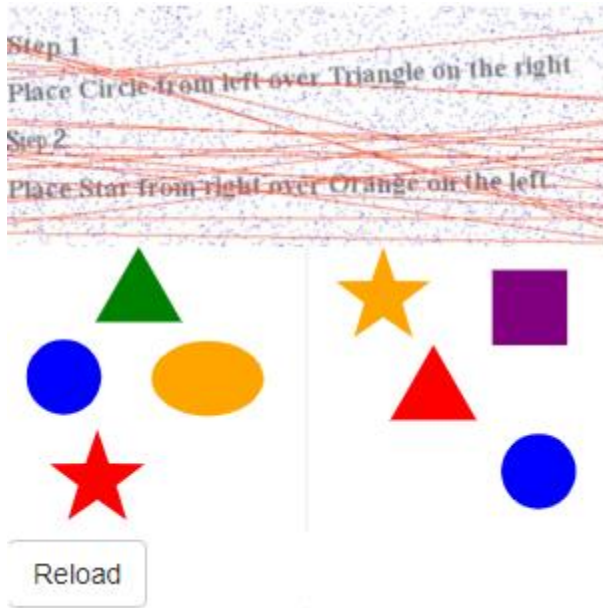 Step 1
Place Circle from left over Triangle on the right
Step 2
Place Star from right over Orange on the left.
Reload